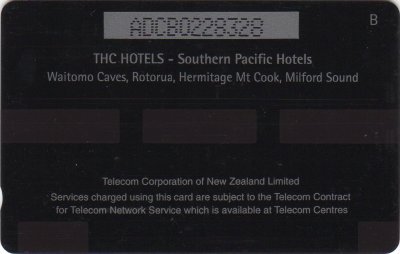 ADCB0228328
B
THC HOTELS - Southern Pacific Hotels
Waitomo Caves, Rotorua, Hermitage Mt Cook, Milford Sound
Telecom Corporation of New Zealand Limited
Services charged using this card are subject to the Telecom Contract
for Telecom Network Service which is available at Telecom Centres